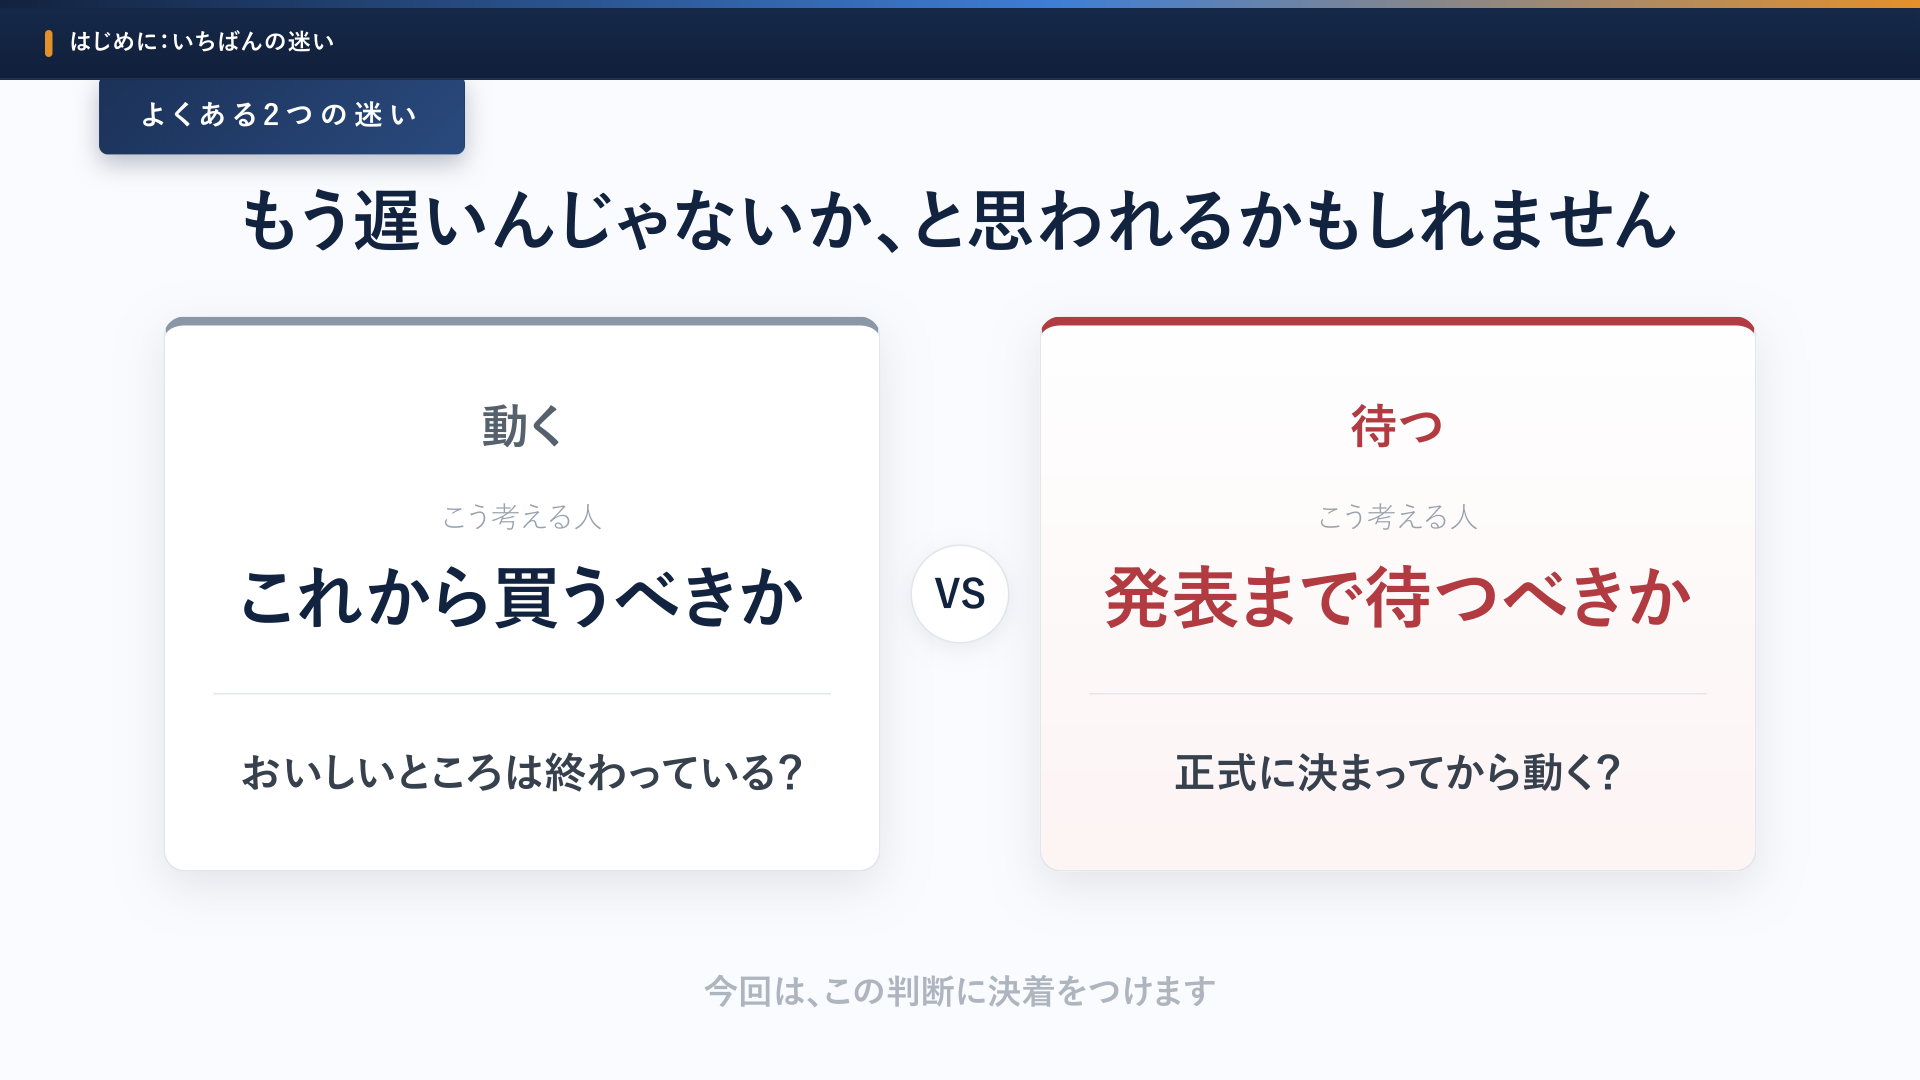 はじめに：いちばんの迷い
よくある2つの迷い
もう遅いんじゃないか、と思われるかもしれません
動く
こう考える人
これから買うべきか
おいしいところは終わっている？
VS
待つ
こう考える人
発表まで待つべきか
正式に決まってから動く？
今回は、この判断に決着をつけます